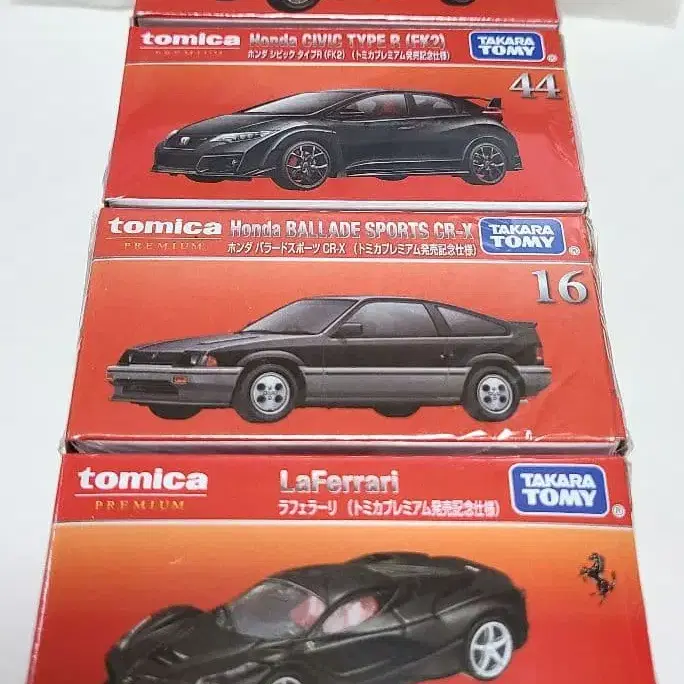 tomica
PREMIUM
Honda CIVIC TYPE R (FK2)
ホンダ シビック タイプR (FK2) (トミカプレミアム発売記念仕様)
TAKARA
TOMY
44
tomica
PREMIUM
Honda BALLADE SPORTS CR-X
ホンダ バラードスポーツ CR-X (トミカプレミアム発売記念仕様)
TAKARA
TOMY
16
tomica
PREMIUM
LaFerrari
ラフェラーリ (トミカプレミアム発売記念仕様)
TAKARA
TOMY